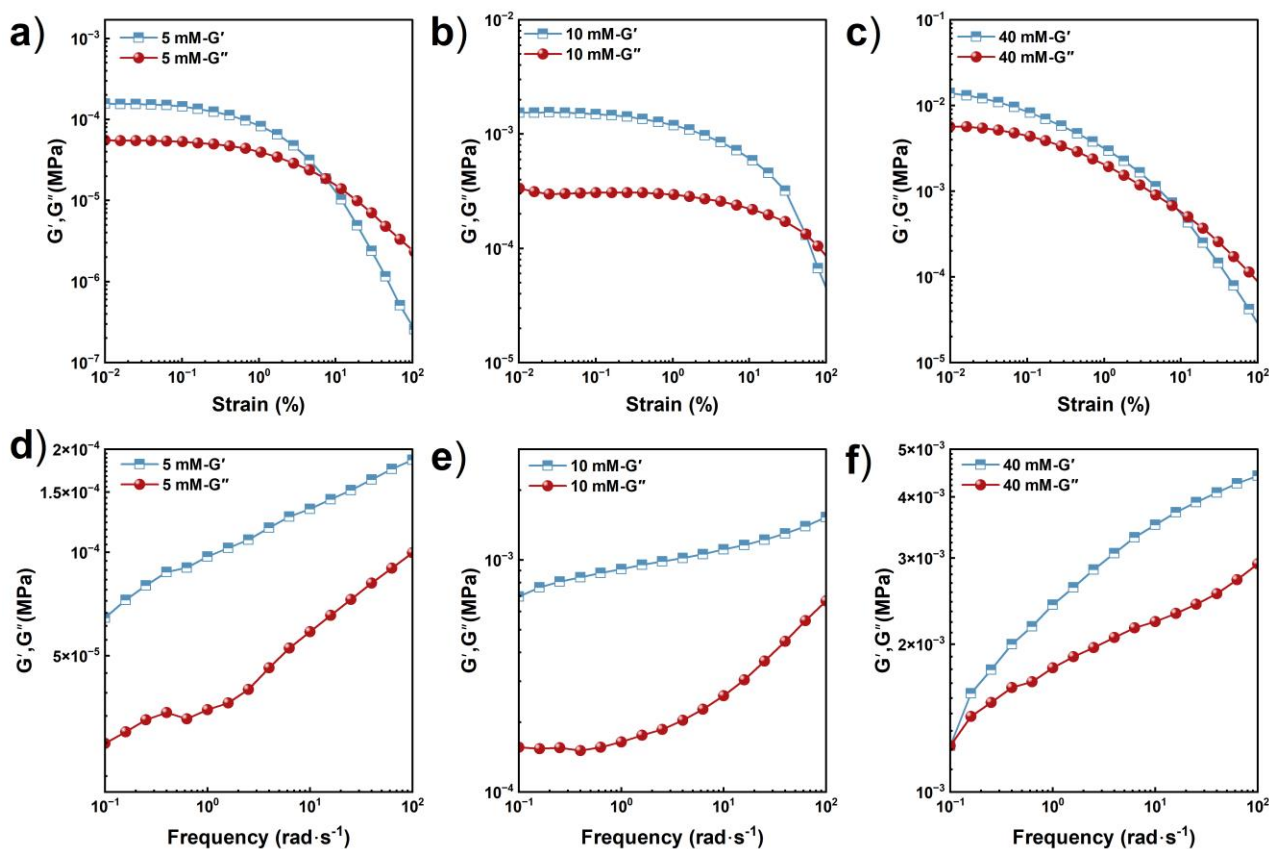 a)
5 mM-G′
5 mM-G″
10⁻³
10⁻⁴
10⁻⁵
10⁻⁶
10⁻⁷
G′,G″(MPa)
10⁻² 10⁻¹ 10⁰ 10¹ 10²
Strain (%)
b)
10 mM-G′
10 mM-G″
10⁻²
10⁻³
10⁻⁴
10⁻⁵
G′,G″(MPa)
10⁻² 10⁻¹ 10⁰ 10¹ 10²
Strain (%)
c)
40 mM-G′
40 mM-G″
10⁻¹
10⁻²
10⁻³
10⁻⁴
10⁻⁵
G′,G″(MPa)
10⁻² 10⁻¹ 10⁰ 10¹ 10²
Strain (%)
d)
5 mM-G′
5 mM-G″
2×10⁻⁴
1.5×10⁻⁴
10⁻⁴
5×10⁻⁵
G′,G″(MPa)
10⁻¹ 10⁰ 10¹ 10²
Frequency (rad·s⁻¹)
e)
10 mM-G′
10 mM-G″
10⁻³
10⁻⁴
G′,G″(MPa)
10⁻¹ 10⁰ 10¹ 10²
Frequency (rad·s⁻¹)
f)
40 mM-G′
40 mM-G″
5×10⁻³
4×10⁻³
3×10⁻³
2×10⁻³
10⁻³
G′,G″(MPa)
10⁻¹ 10⁰ 10¹ 10²
Frequency (rad·s⁻¹)